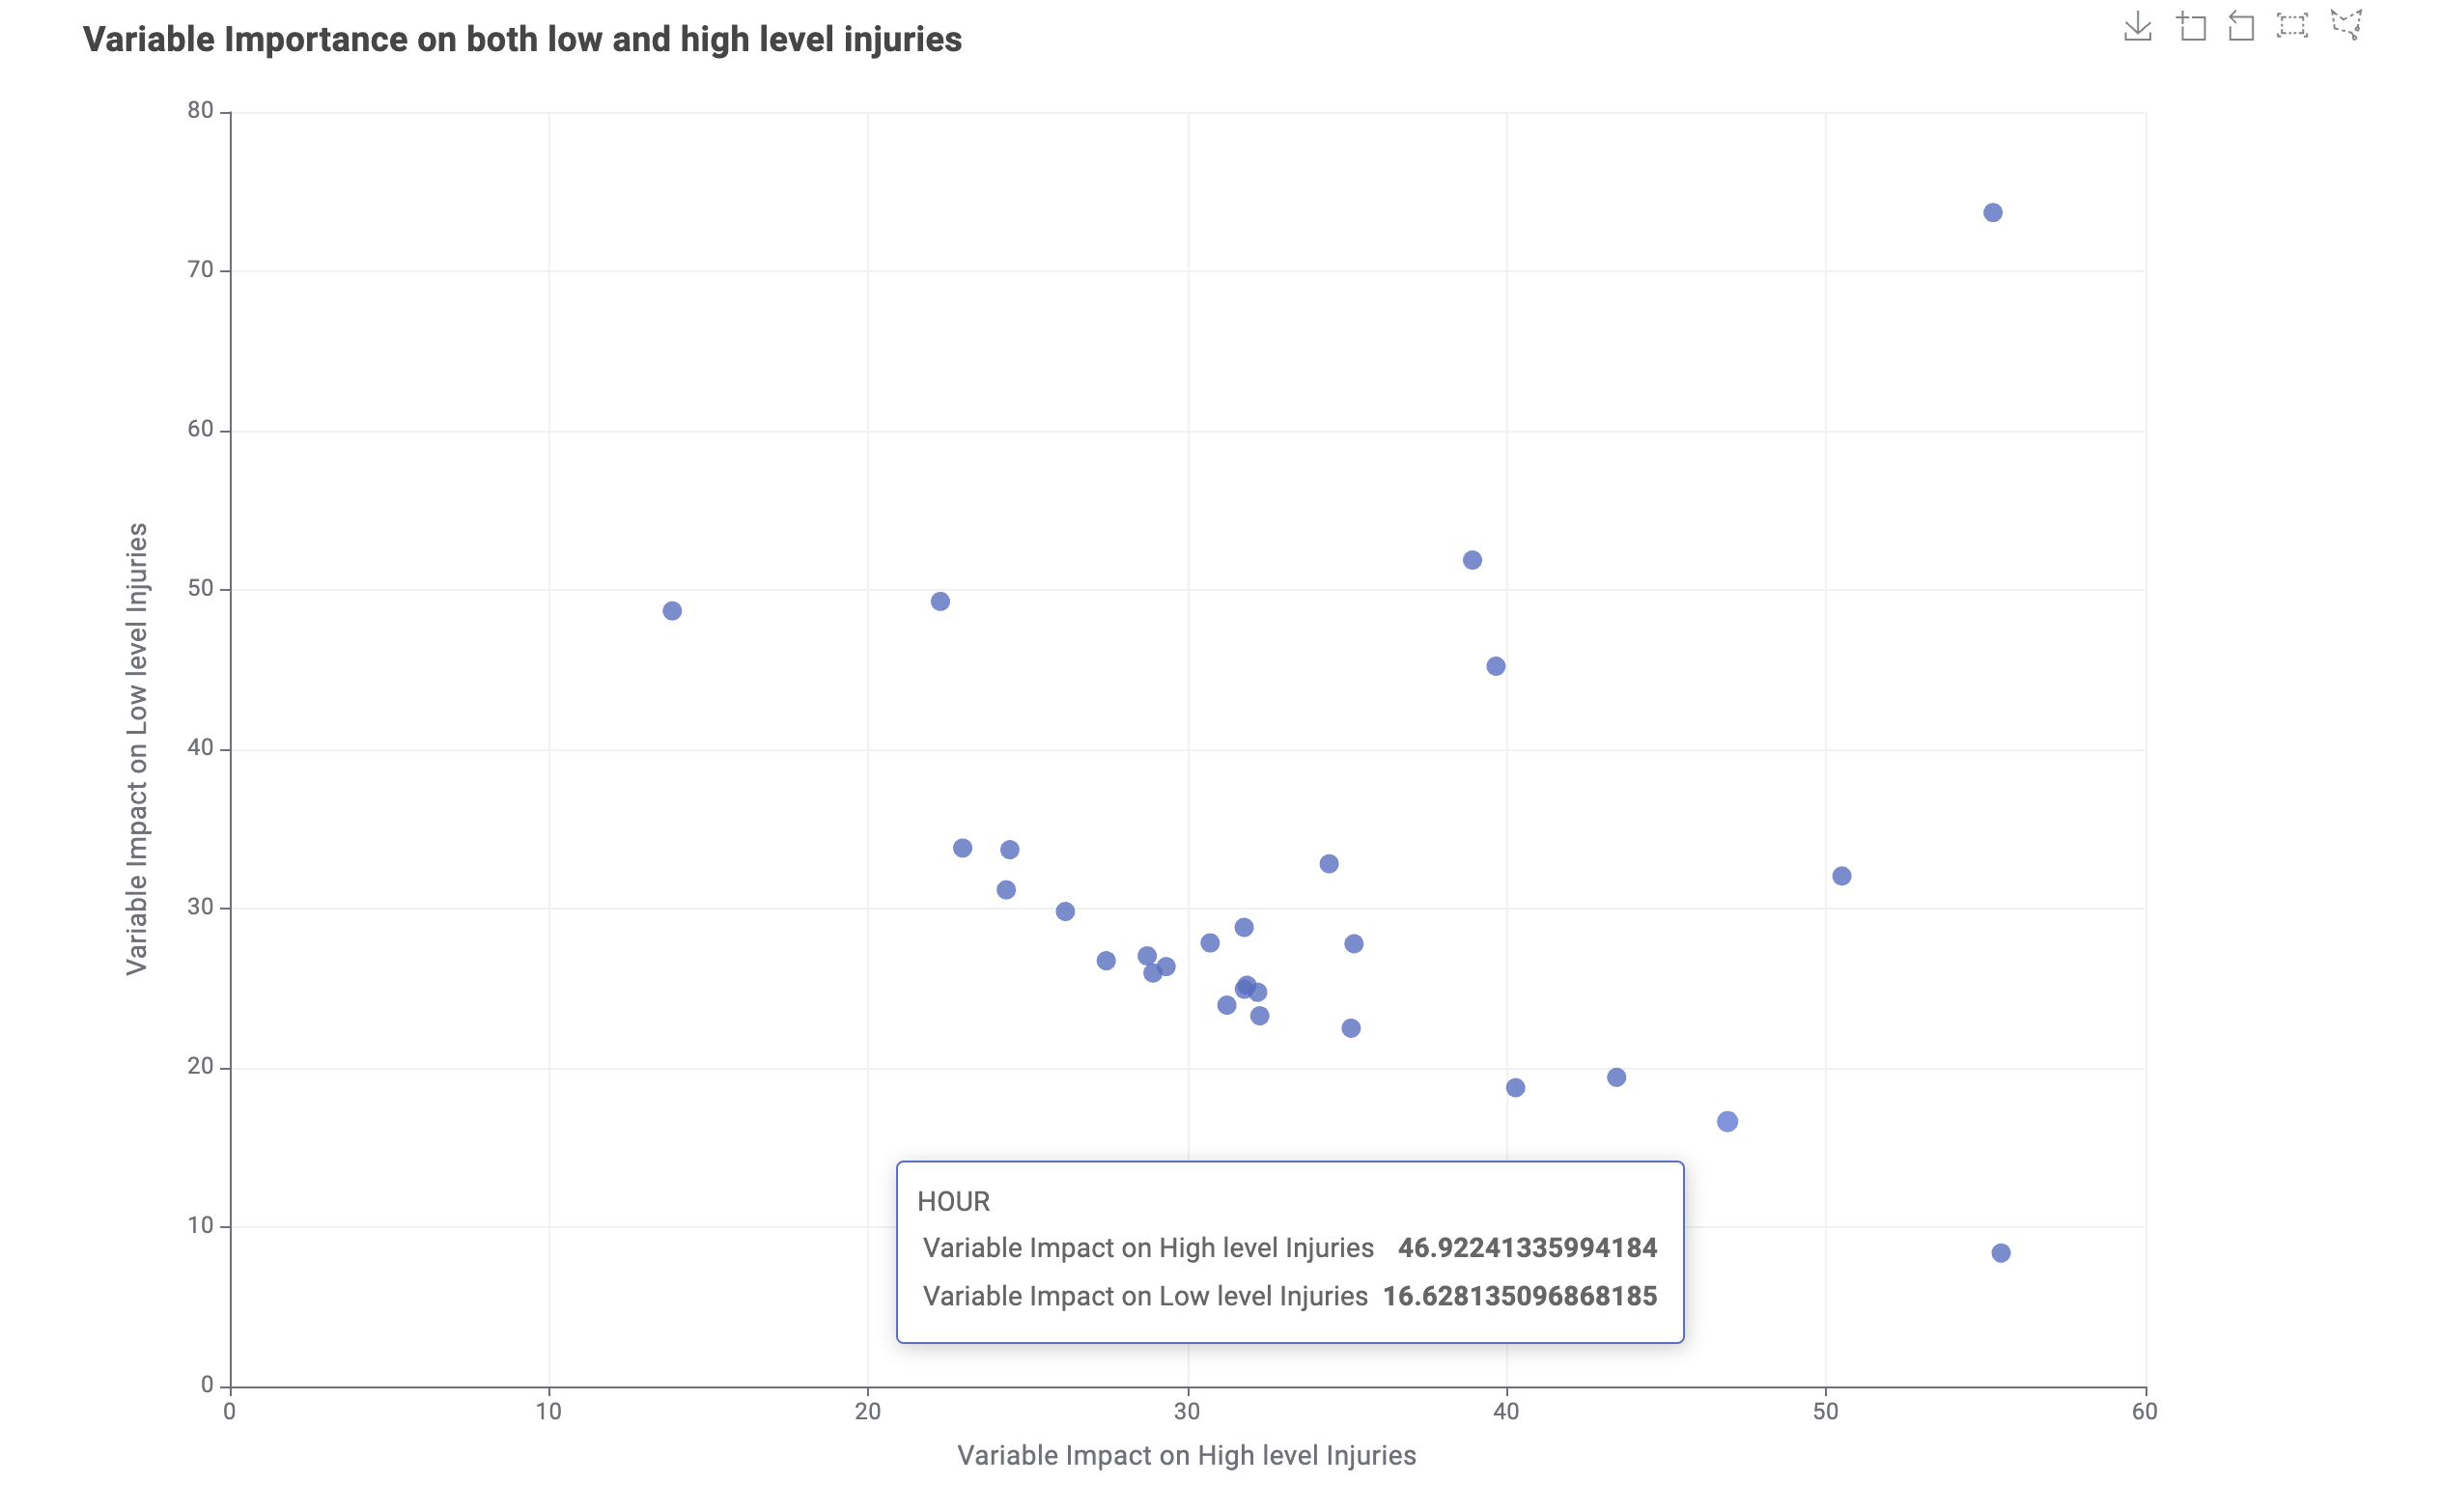 Variable Importance on both low and high level injuries
80
70
60
50
40
30
20
10
0
Variable Impact on Low level Injuries
HOUR
Variable Impact on High level Injuries 46.92241335994184
Variable Impact on Low level Injuries 16.628135096868185
0 10 20 30 40 50 60
Variable Impact on High level Injuries